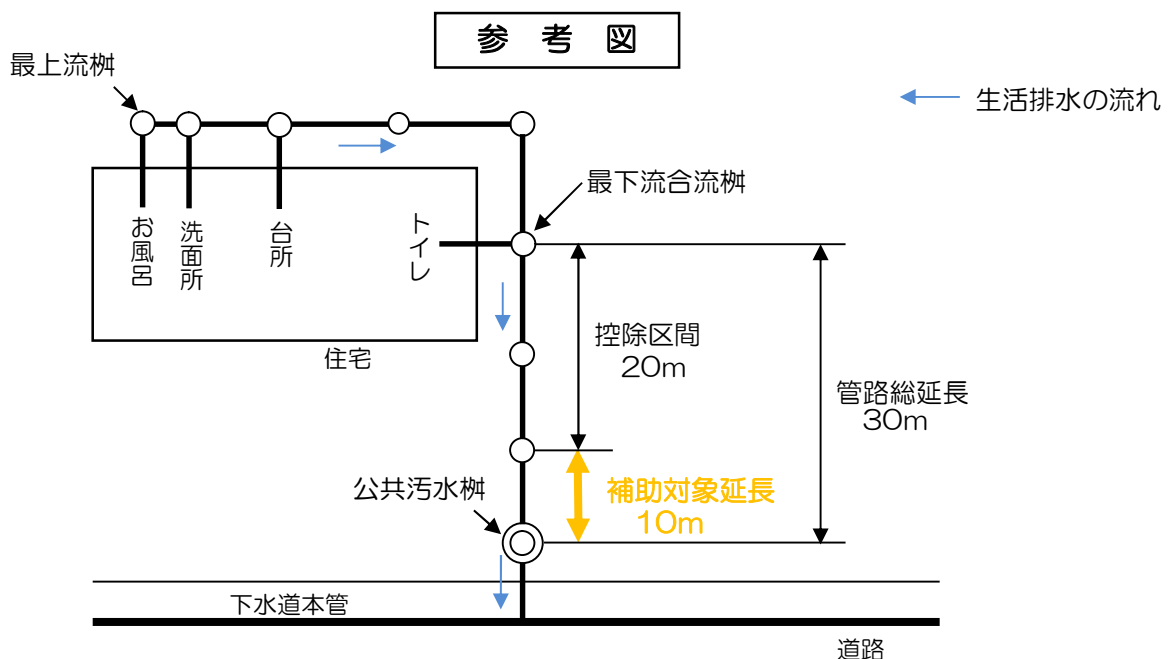 参 考 図
最上流桝
生活排水の流れ
最下流合流桝
お風呂
洗面所
台所
トイレ
住宅
控除区間
20m
管路総延長
30m
公共汚水桝
補助対象延長
10m
下水道本管
道路